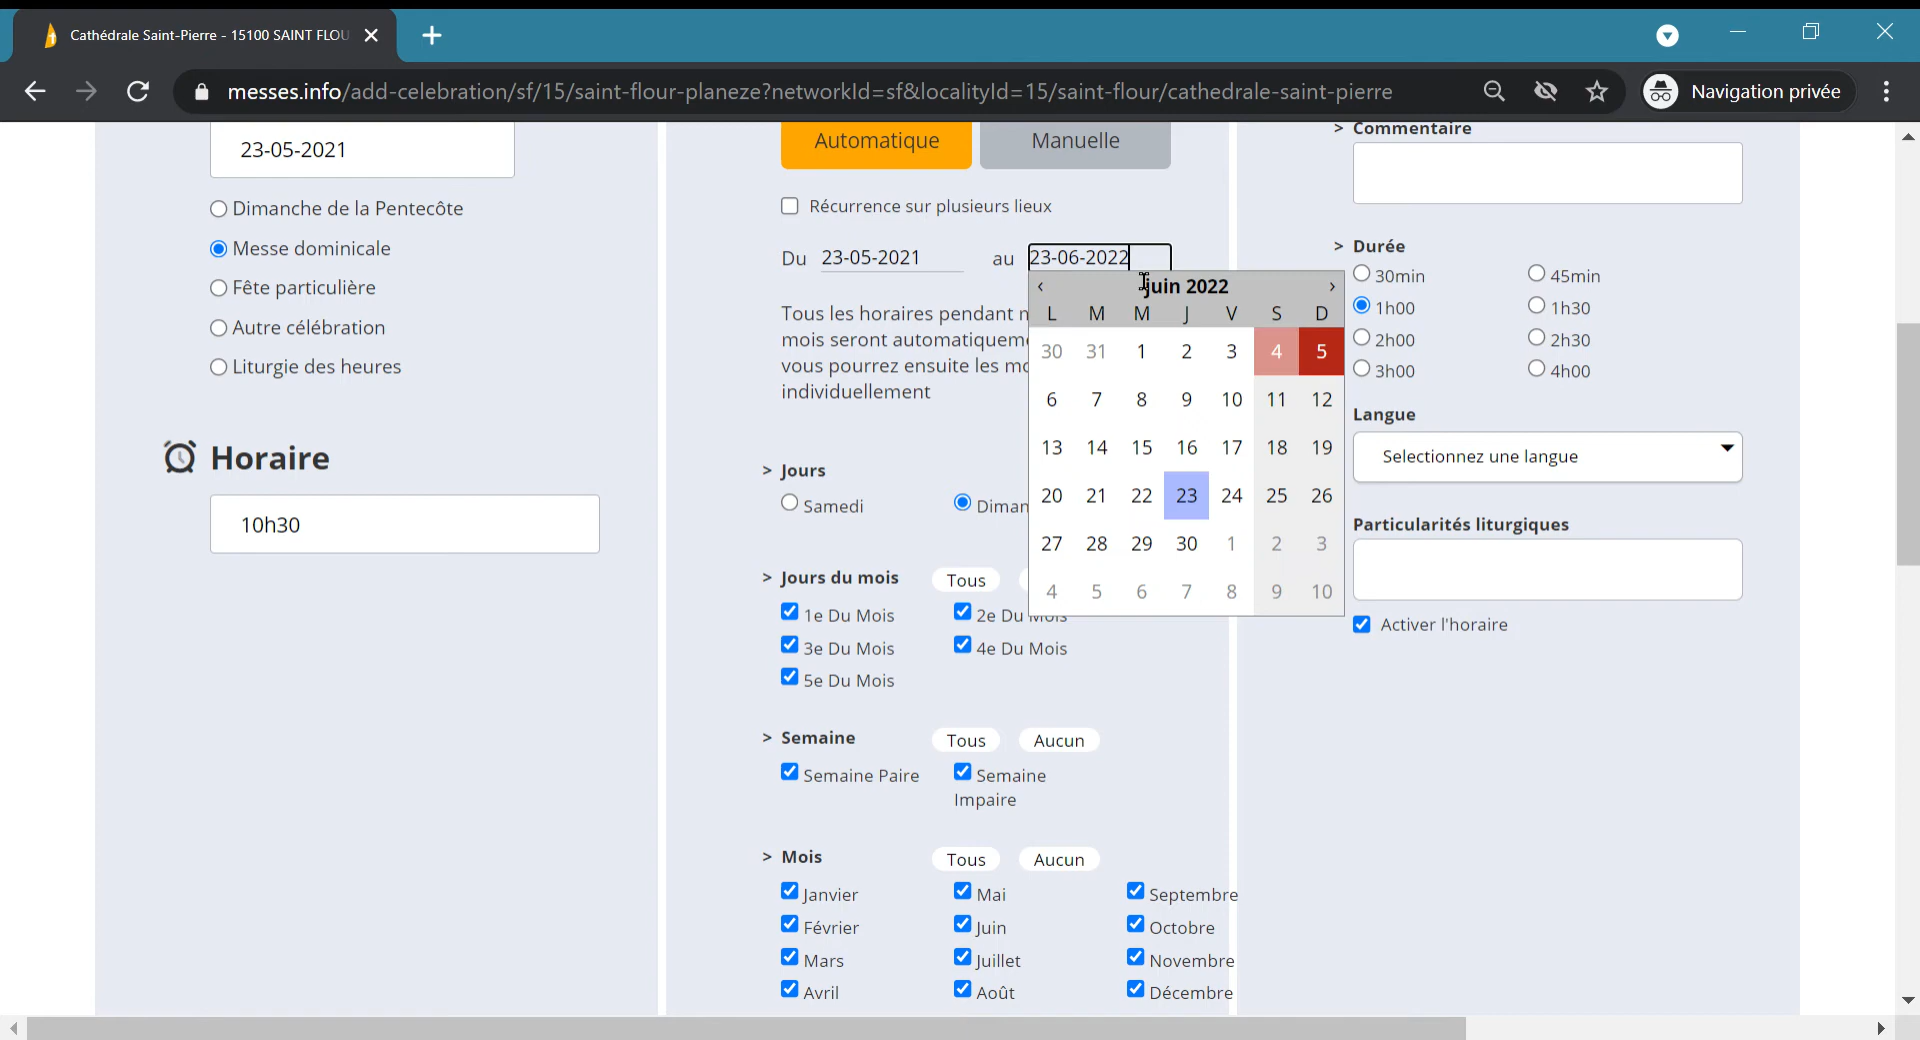 Cathédrale Saint-Pierre - 15100 SAINT FLOU
messes.info/add-celebration/sf/15/saint-flour-planeze?networkId=sf&localityId=15/saint-flour/cathedrale-saint-pierre
Navigation privée
23-05-2021
Dimanche de la Pentecôte
Messe dominicale
Fête particulière
Autre célébration
Liturgie des heures
Horaire
10h30
Automatique Manuelle
Récurrence sur plusieurs lieux
Du 23-05-2021 au 23-06-2022
Tous les horaires pendant
mois seront automatiquem
vous pourrez ensuite les
individuellement
‹ juin 2022 ›
L M M J V S D
30 31 1 2 3 4 5
6 7 8 9 10 11 12
13 14 15 16 17 18 19
20 21 22 23 24 25 26
27 28 29 30 1 2 3
4 5 6 7 8 9 10
> Jours
Samedi Diman
> Jours du mois Tous
1e Du Mois 2e Du Mois
3e Du Mois 4e Du Mois
5e Du Mois
> Semaine Tous Aucun
Semaine Paire Semaine
Impaire
> Mois Tous Aucun
Janvier Mai Septembre
Février Juin Octobre
Mars Juillet Novembre
Avril Août Décembre
> Commentaire
> Durée
30min 45min
1h00 1h30
2h00 2h30
3h00 4h00
Langue
Selectionnez une langue
Particularités liturgiques
Activer l'horaire